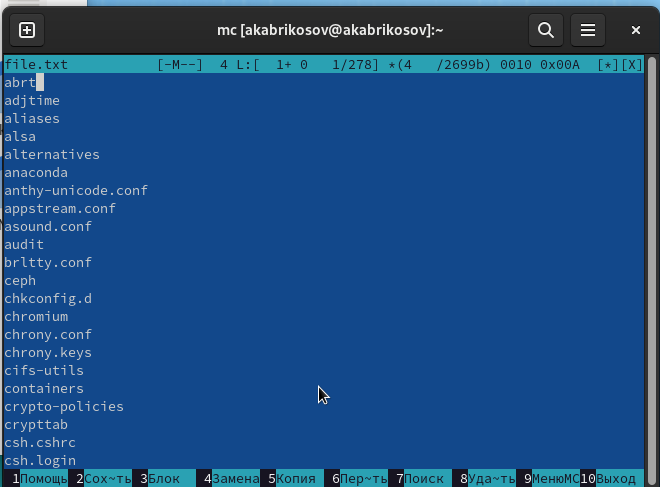 mc [akabrikosov@akabrikosov]:~
file.txt [-M--] 4 L:[ 1+ 0 1/278] *(4 /2699b) 0010 0x00A [*][X]
abrt
adjtime
aliases
alsa
alternatives
anaconda
anthy-unicode.conf
appstream.conf
asound.conf
audit
brltty.conf
ceph
chkconfig.d
chromium
chrony.conf
chrony.keys
cifs-utils
containers
crypto-policies
crypttab
csh.cshrc
csh.login
1Помощь 2Сох~ть 3Блок 4Замена 5Копия 6Пер~ть 7Поиск 8Уда~ть 9МенюMC 10Выход